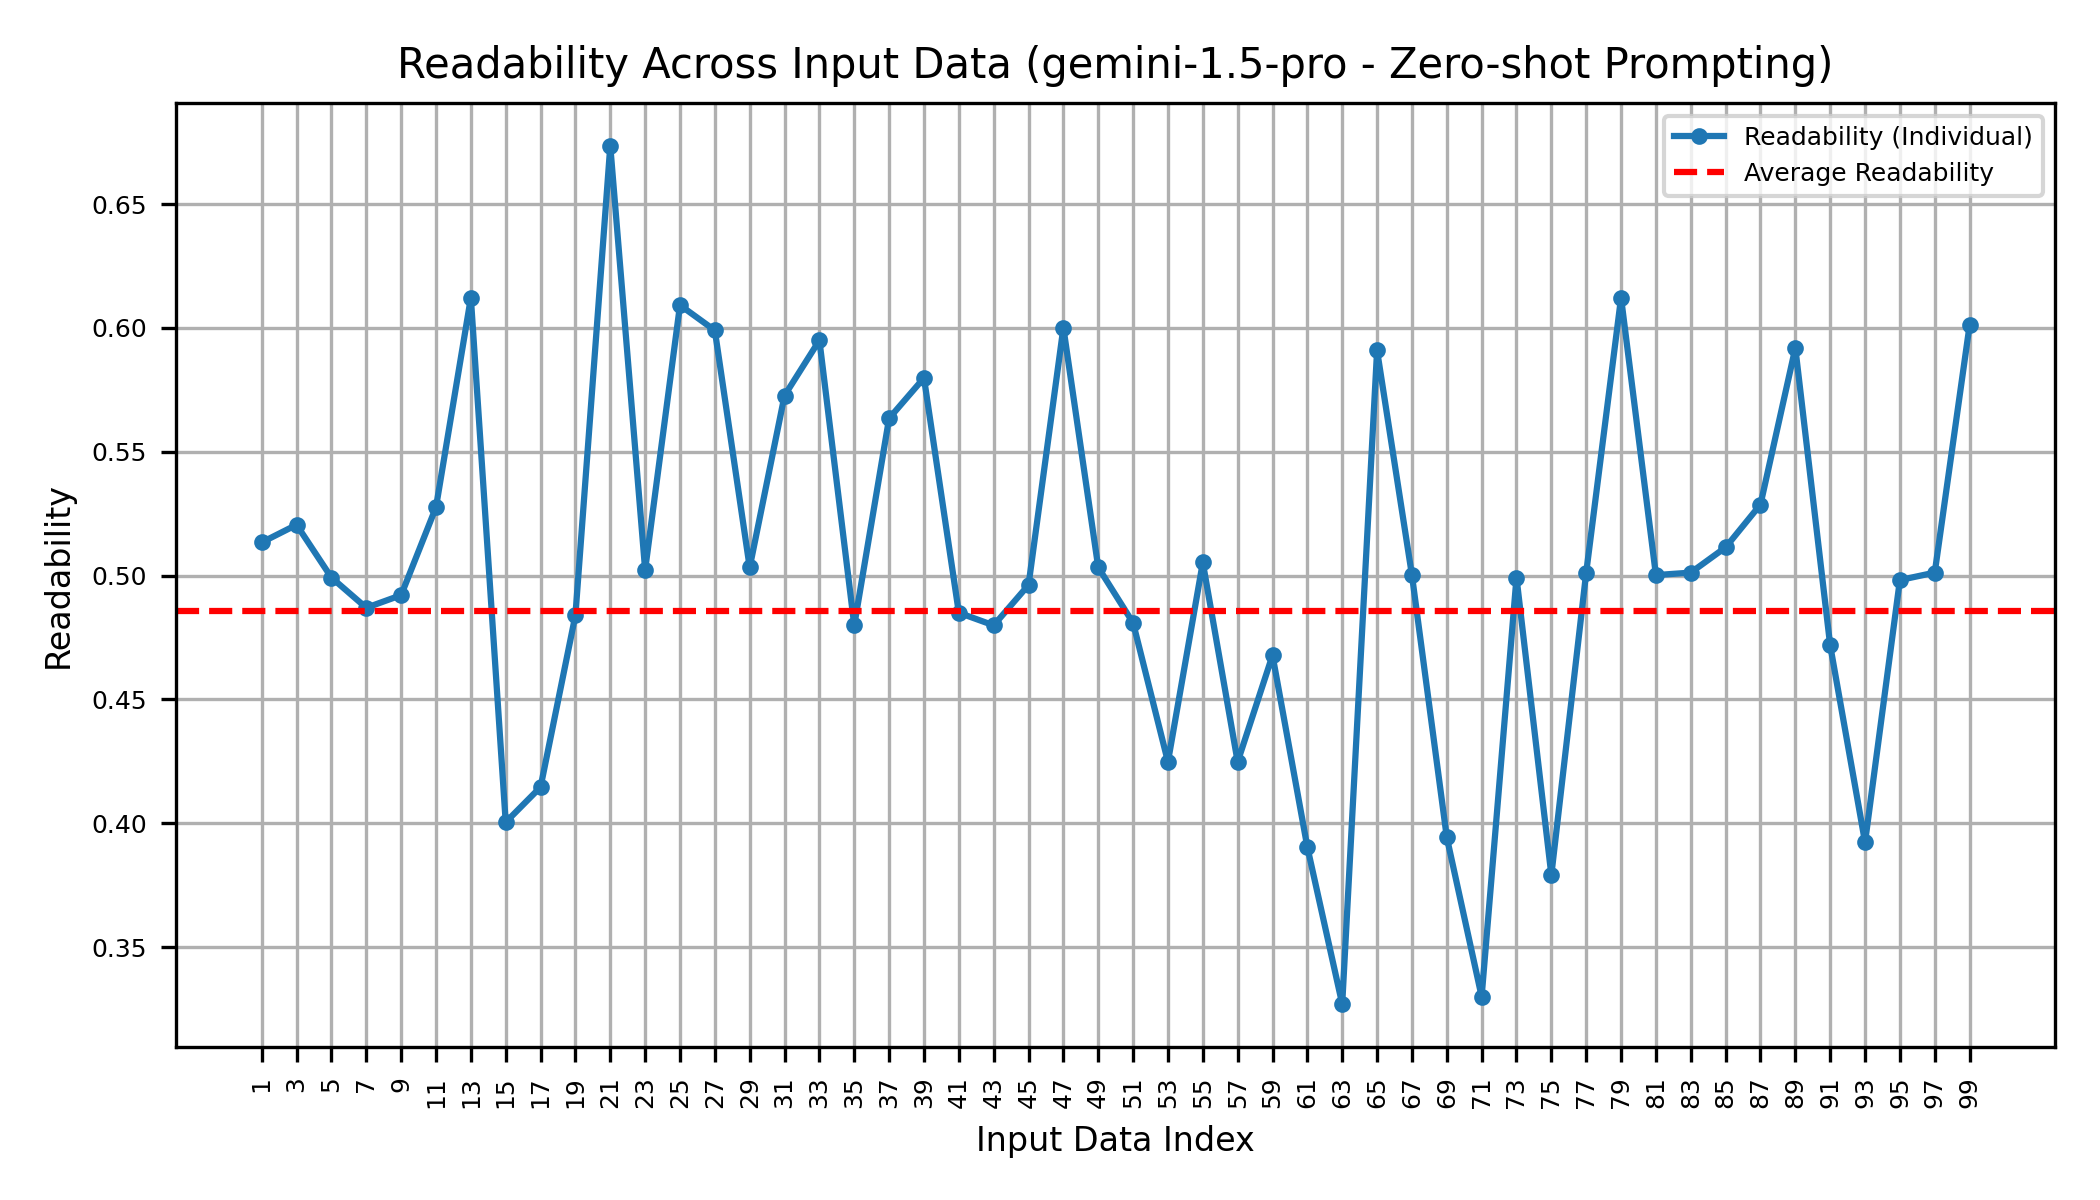 Readability Across Input Data (gemini-1.5-pro - Zero-shot Prompting)
Readability (Individual)
Average Readability
0.65
0.60
0.55
0.50
0.45
0.40
0.35
Readability
1 3 5 7 9 11 13 15 17 19 21 23 25 27 29 31 33 35 37 39 41 43 45 47 49 51 53 55 57 59 61 63 65 67 69 71 73 75 77 79 81 83 85 87 89 91 93 95 97 99
Input Data Index